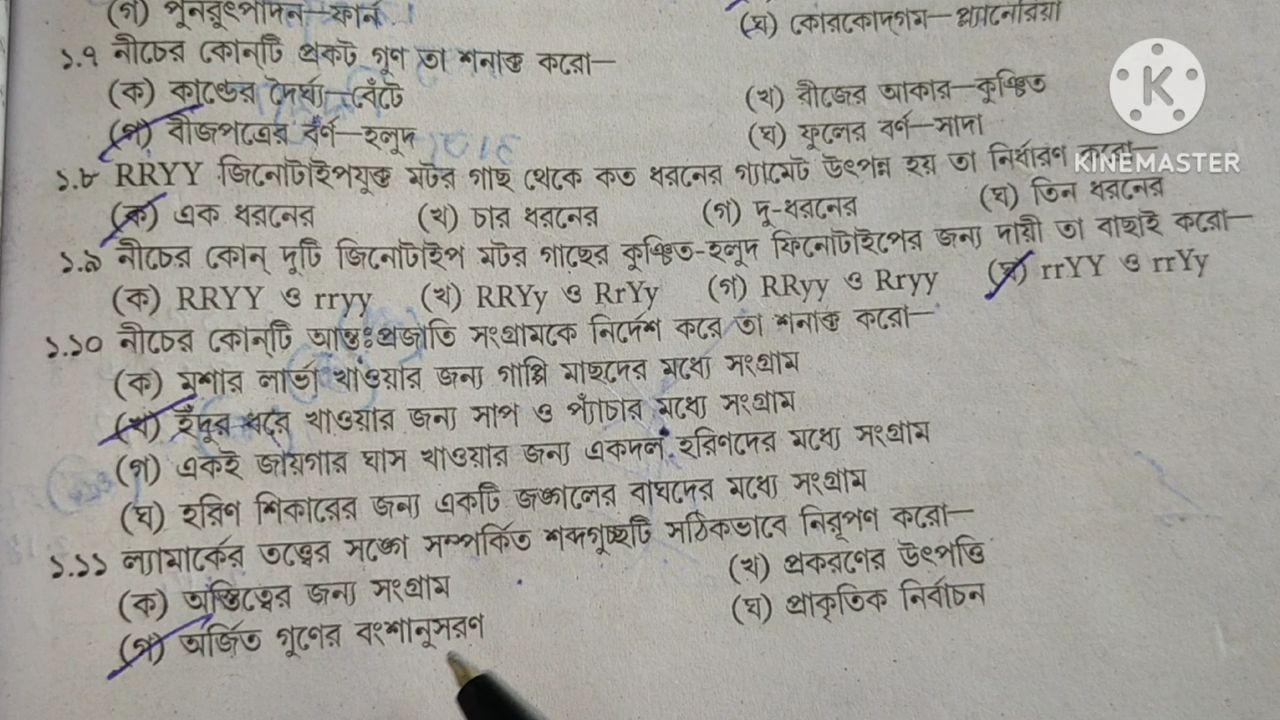 (গ) পুনরুৎপাদন—ফার্ন
(ঘ) কোরকোদ্‌গম—প্ল্যানেরিয়া
১.৭ নীচের কোন্‌টি প্রকট গুণ তা শনাক্ত করো—
(ক) কাণ্ডের দৈর্ঘ্য—বেঁটে
(খ) বীজের আকার—কুঞ্চিত
(গ) বীজপত্রের বর্ণ—হলুদ
(ঘ) ফুলের বর্ণ—সাদা
K
KINEMASTER
১.৮ RRYY জিনোটাইপযুক্ত মটর গাছ থেকে কত ধরনের গ্যামেট উৎপন্ন হয় তা নির্ধারণ করো—
(ক) এক ধরনের (খ) চার ধরনের (গ) দু-ধরনের (ঘ) তিন ধরনের
১.৯ নীচের কোন্ দুটি জিনোটাইপ মটর গাছের কুঞ্চিত-হলুদ ফিনোটাইপের জন্য দায়ী তা বাছাই করো—
(ক) RRYY ও rryy (খ) RRYy ও RrYy (গ) RRyy ও Rryy (ঘ) rrYY ও rrYy
১.১০ নীচের কোন্‌টি আন্তঃপ্রজাতি সংগ্রামকে নির্দেশ করে তা শনাক্ত করো—
(ক) মশার লার্ভা খাওয়ার জন্য গাপ্পি মাছদের মধ্যে সংগ্রাম
(খ) ইঁদুর ধরে খাওয়ার জন্য সাপ ও প্যাঁচার মধ্যে সংগ্রাম
(গ) একই জায়গার ঘাস খাওয়ার জন্য একদল হরিণদের মধ্যে সংগ্রাম
(ঘ) হরিণ শিকারের জন্য একটি জঙ্গলের বাঘদের মধ্যে সংগ্রাম
১.১১ ল্যামার্কের তত্ত্বের সঙ্গে সম্পর্কিত শব্দগুচ্ছটি সঠিকভাবে নিরূপণ করো—
(ক) অস্তিত্বের জন্য সংগ্রাম
(খ) প্রকরণের উৎপত্তি
(গ) অর্জিত গুণের বংশানুসরণ
(ঘ) প্রাকৃতিক নির্বাচন